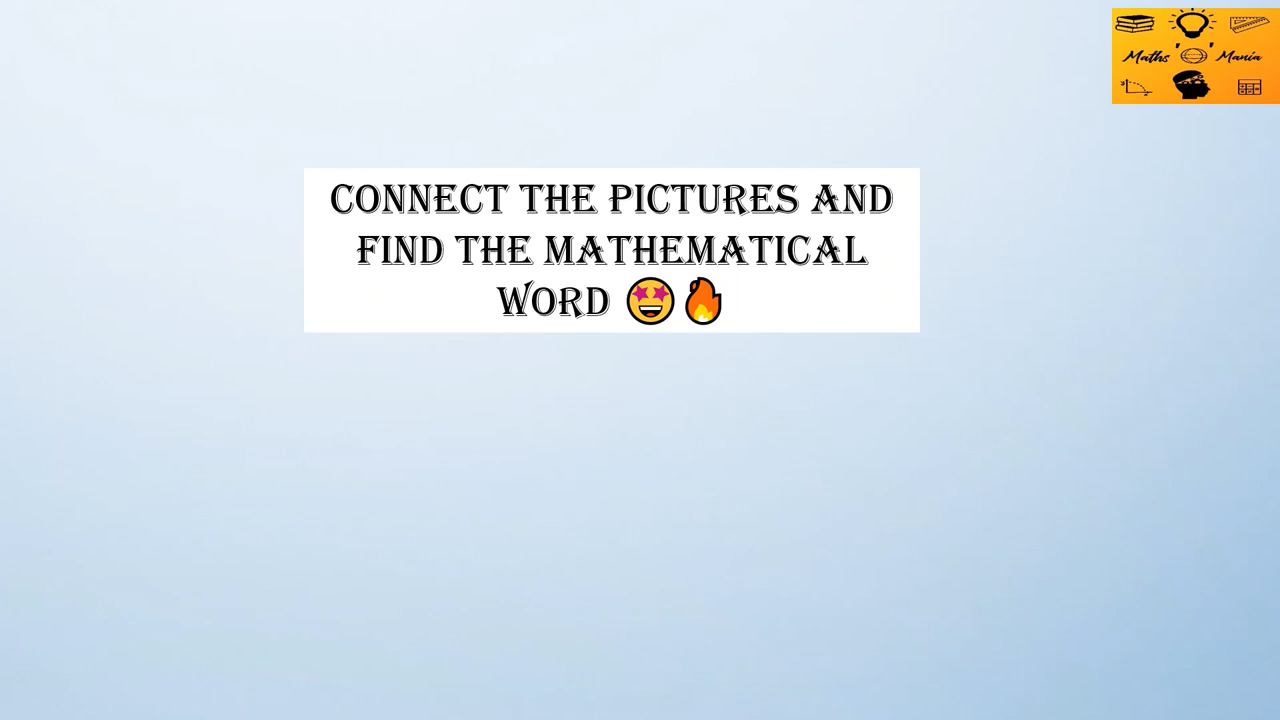 Maths Mania
CONNECT THE PICTURES AND
FIND THE MATHEMATICAL
WORD 🤩🔥